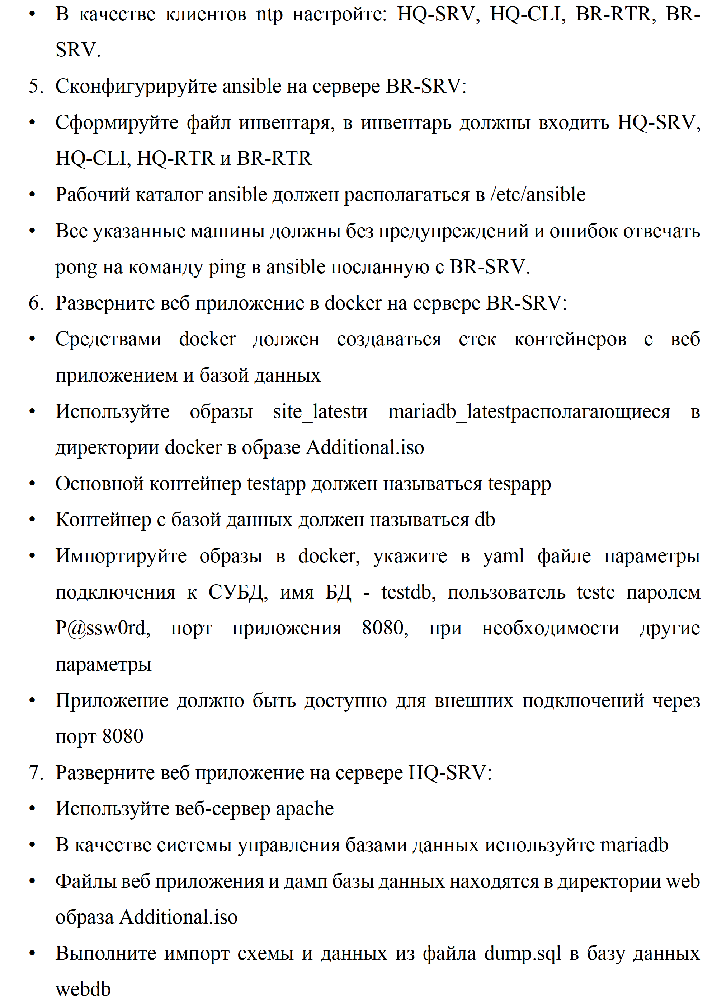 • В качестве клиентов ntp настройте: HQ-SRV, HQ-CLI, BR-RTR, BR-
SRV.
5. Сконфигурируйте ansible на сервере BR-SRV:
• Сформируйте файл инвентаря, в инвентарь должны входить HQ-SRV,
HQ-CLI, HQ-RTR и BR-RTR
• Рабочий каталог ansible должен располагаться в /etc/ansible
• Все указанные машины должны без предупреждений и ошибок отвечать
pong на команду ping в ansible посланную с BR-SRV.
6. Разверните веб приложение в docker на сервере BR-SRV:
• Средствами docker должен создаваться стек контейнеров с веб
приложением и базой данных
• Используйте образы site_latestи mariadb_latestрасполагающиеся в
директории docker в образе Additional.iso
• Основной контейнер testapp должен называться tespapp
• Контейнер с базой данных должен называться db
• Импортируйте образы в docker, укажите в yaml файле параметры
подключения к СУБД, имя БД - testdb, пользователь testс паролем
P@ssw0rd, порт приложения 8080, при необходимости другие
параметры
• Приложение должно быть доступно для внешних подключений через
порт 8080
7. Разверните веб приложение на сервере HQ-SRV:
• Используйте веб-сервер apache
• В качестве системы управления базами данных используйте mariadb
• Файлы веб приложения и дамп базы данных находятся в директории web
образа Additional.iso
• Выполните импорт схемы и данных из файла dump.sql в базу данных
webdb